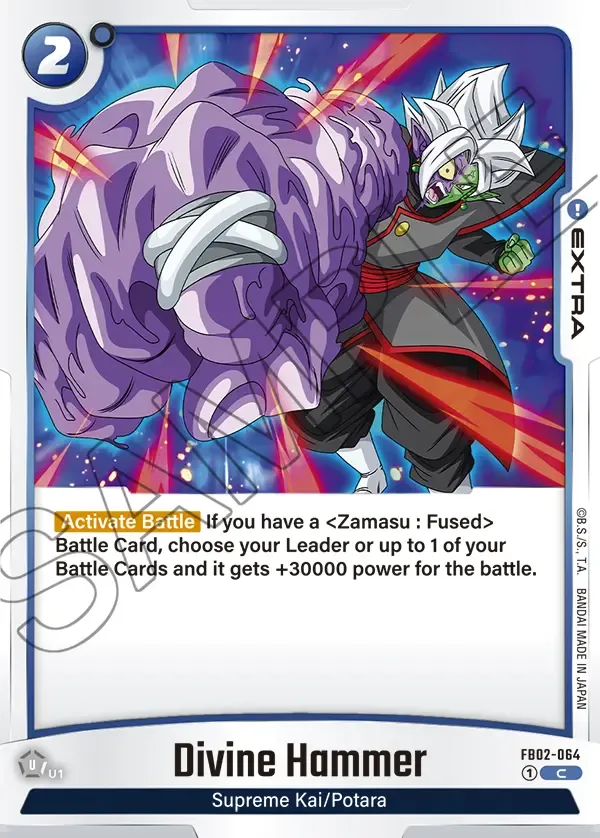 2
! EXTRA
SAMPLE
Activate Battle If you have a <Zamasu : Fused>
Battle Card, choose your Leader or up to 1 of your
Battle Cards and it gets +30000 power for the battle.
©B.S./S., T.A. BANDAI MADE IN JAPAN
U/U1
Divine Hammer
FB02-064
1 C
Supreme Kai/Potara